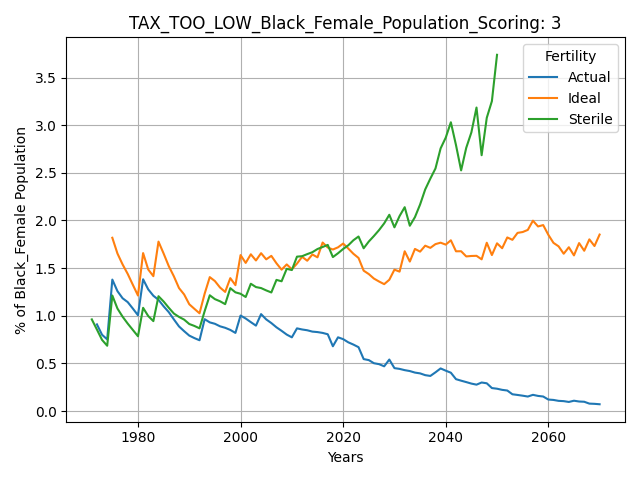 TAX_TOO_LOW_Black_Female_Population_Scoring: 3
Fertility
Actual
Ideal
Sterile
% of Black_Female Population
3.5
3.0
2.5
2.0
1.5
1.0
0.5
0.0
1980
2000
2020
2040
2060
Years